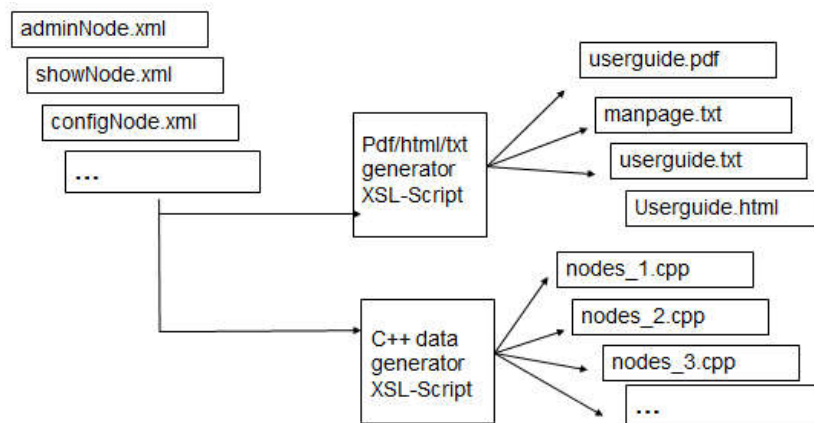 adminNode.xml
showNode.xml
configNode.xml
...
Pdf/html/txt
generator
XSL-Script
userguide.pdf
manpage.txt
userguide.txt
Userguide.html
C++ data
generator
XSL-Script
nodes_1.cpp
nodes_2.cpp
nodes_3.cpp
...